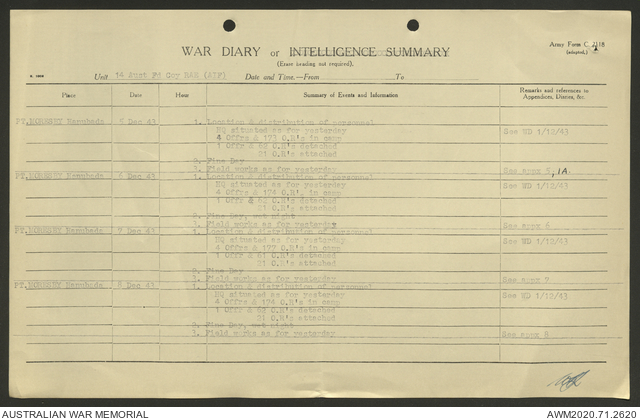 WAR DIARY or INTELLIGENCE SUMMARY
(Erase heading not required).
Army Form C. 2118
(adopted.)
Unit 14 Aust Fd Coy RAE (AIF) Date and Time.—From To
Place Date Hour Summary of Events and Information Remarks and references to Appendices, Diaries, &c.
PT. MORESBY 5 Dec 43 1. Location & distribution of personnel
HQ situated as for yesterday See WD 1/12/43
4 Offrs & 173 O.R's in camp
1 Offr & O.R's detached
21 O.R's attached
2. Fine Day
3. Field works as for yesterday See appx 5, 1A.
PT. MORESBY 6 Dec 43 1. Location & distribution of personnel
HQ situated as for yesterday See WD 1/12/43
4 Offrs & 174 O.R's in camp
1 Offr & 62 O.R's detached
21 O.R's attached
2. Fine Day, wet night
3. Field works as for yesterday See appx 6
PT. MORESBY 7 Dec 43 1. Location & distribution of personnel
HQ situated as for yesterday See WD 1/12/43
4 Offrs & 177 O.R's in camp
1 Offr & 61 O.R's detached
21 O.R's attached
2. Fine Day
3. Field works as for yesterday See appx
PT. MORESBY 8 Dec 43 1. Location & distribution of personnel
HQ situated as for yesterday See WD 1/12/43
4 Offrs & 174 O.R's in camp
1 Offr & 62 O.R's detached
21 O.R's attached
2. Fine Day, wet night
3. Field works as for yesterday See appx 8
AUSTRALIAN WAR MEMORIAL AWM2020.71.2620